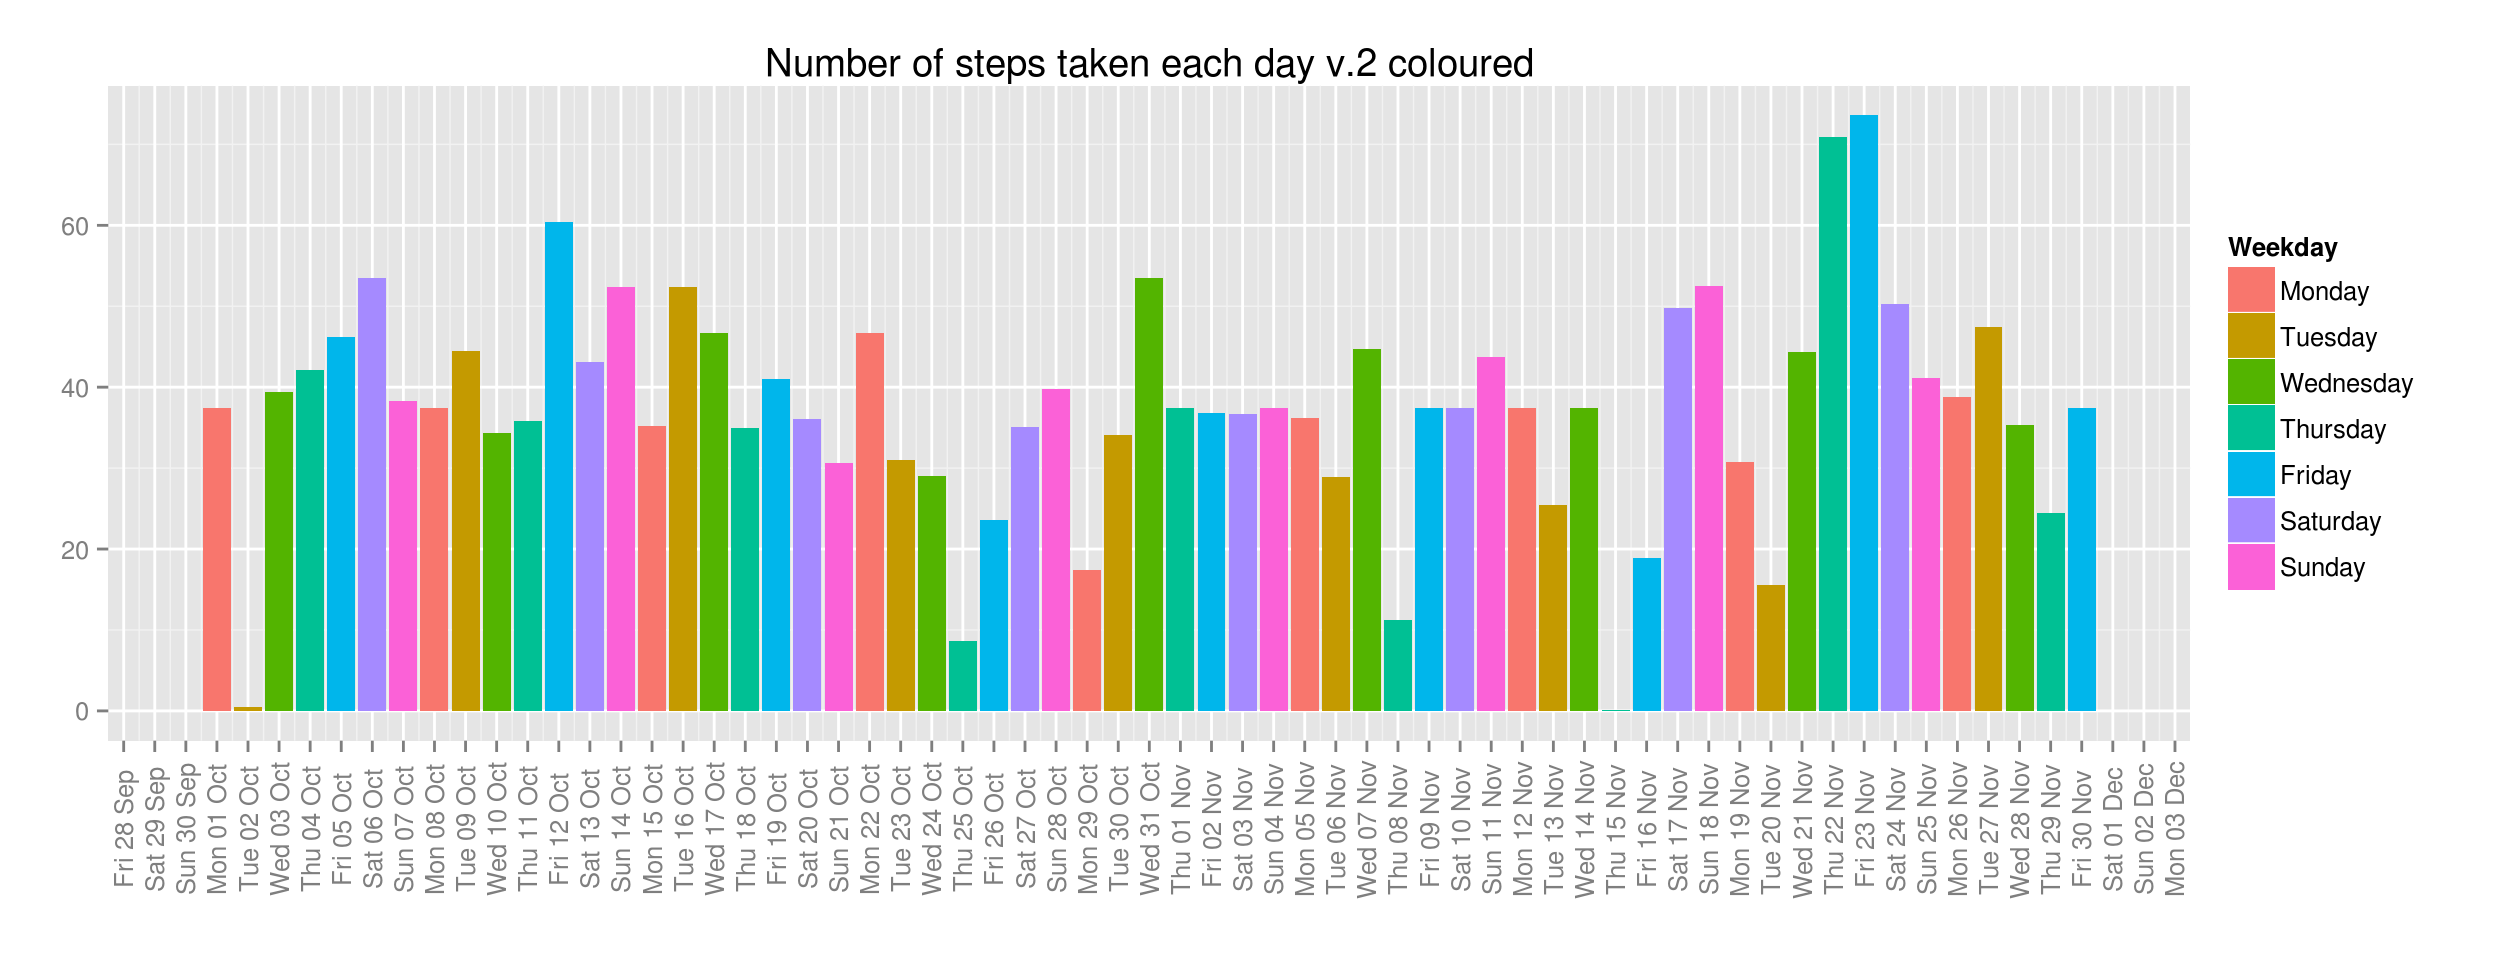 Number of steps taken each day v.2 coloured
60
40
20
0
Fri 28 Sep
Sat 29 Sep
Sun 30 Sep
Mon 01 Oct
Tue 02 Oct
Wed 03 Oct
Thu 04 Oct
Fri 05 Oct
Sat 06 Oct
Sun 07 Oct
Mon 08 Oct
Tue 09 Oct
Wed 10 Oct
Thu 11 Oct
Fri 12 Oct
Sat 13 Oct
Sun 14 Oct
Mon 15 Oct
Tue 16 Oct
Wed 17 Oct
Thu 18 Oct
Fri 19 Oct
Sat 20 Oct
Sun 21 Oct
Mon 22 Oct
Tue 23 Oct
Wed 24 Oct
Thu 25 Oct
Fri 26 Oct
Sat 27 Oct
Sun 28 Oct
Mon 29 Oct
Tue 30 Oct
Wed 31 Oct
Thu 01 Nov
Fri 02 Nov
Sat 03 Nov
Sun 04 Nov
Mon 05 Nov
Tue 06 Nov
Wed 07 Nov
Thu 08 Nov
Fri 09 Nov
Sat 10 Nov
Sun 11 Nov
Mon 12 Nov
Tue 13 Nov
Wed 14 Nov
Thu 15 Nov
Fri 16 Nov
Sat 17 Nov
Sun 18 Nov
Mon 19 Nov
Tue 20 Nov
Wed 21 Nov
Thu 22 Nov
Fri 23 Nov
Sat 24 Nov
Sun 25 Nov
Mon 26 Nov
Tue 27 Nov
Wed 28 Nov
Thu 29 Nov
Fri 30 Nov
Sat 01 Dec
Sun 02 Dec
Mon 03 Dec
Weekday
Monday
Tuesday
Wednesday
Thursday
Friday
Saturday
Sunday